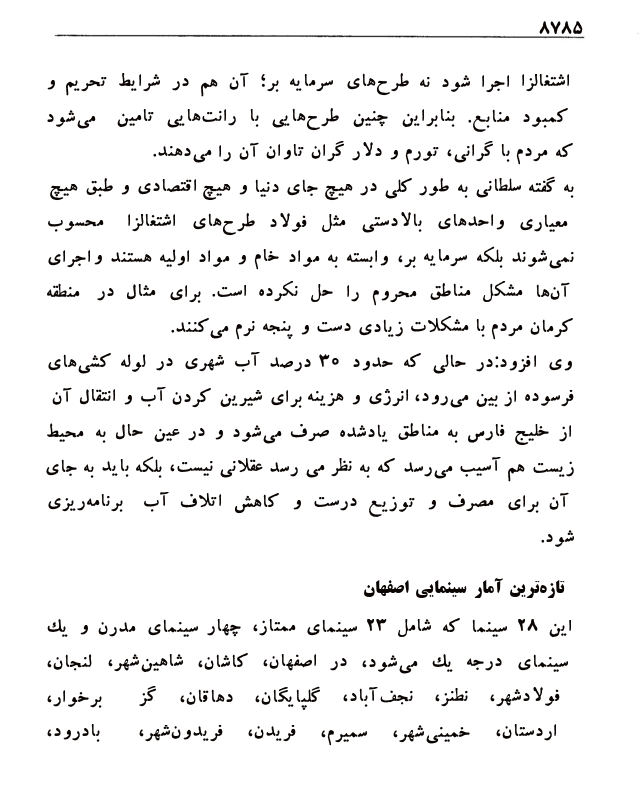 ۸۷۸۵
اشتغالزا اجرا شود نه طرح‌های سرمایه بر؛ آن هم در شرایط تحریم و
کمبود منابع. بنابراین چنین طرح‌هایی با رانت‌هایی تامین می‌شود
که مردم با گرانی، تورم و دلار گران تاوان آن را می‌دهند.
به گفته سلطانی به طور کلی در هیچ جای دنیا و هیچ اقتصادی و طبق هیچ
معیاری واحدهای بالادستی مثل فولاد طرح‌های اشتغالزا محسوب
نمی‌شوند بلکه سرمایه بر، وابسته به مواد خام و مواد اولیه هستند واجرای
آن‌ها مشکل مناطق محروم را حل نکرده است. برای مثال در منطقه
کرمان مردم با مشکلات زیادی دست و پنجه نرم می‌کنند.
وی افزود:در حالی که حدود ۳۰ درصد آب شهری در لوله کشی‌های
فرسوده از بین می‌رود، انرژی و هزینه برای شیرین کردن آب و انتقال آن
از خلیج فارس به مناطق یادشده صرف می‌شود و در عین حال به محیط
زیست هم آسیب می‌رسد که به نظر می رسد عقلانی نیست، بلکه باید به جای
آن برای مصرف و توزیع درست و کاهش اتلاف آب برنامه‌ریزی
شود.
تازه‌ترین آمار سینمایی اصفهان
این ۲۸ سینما که شامل ۲۳ سینمای ممتاز، چهار سینمای مدرن و یك
سینمای درجه یك می‌شود، در اصفهان، کاشان، شاهین‌شهر، لنجان،
فولادشهر، نطنز، نجف‌آباد، گلپایگان، دهاقان، گز برخوار،
اردستان، خمینی‌شهر، سمیرم، فریدن، فریدون‌شهر، بادرود،